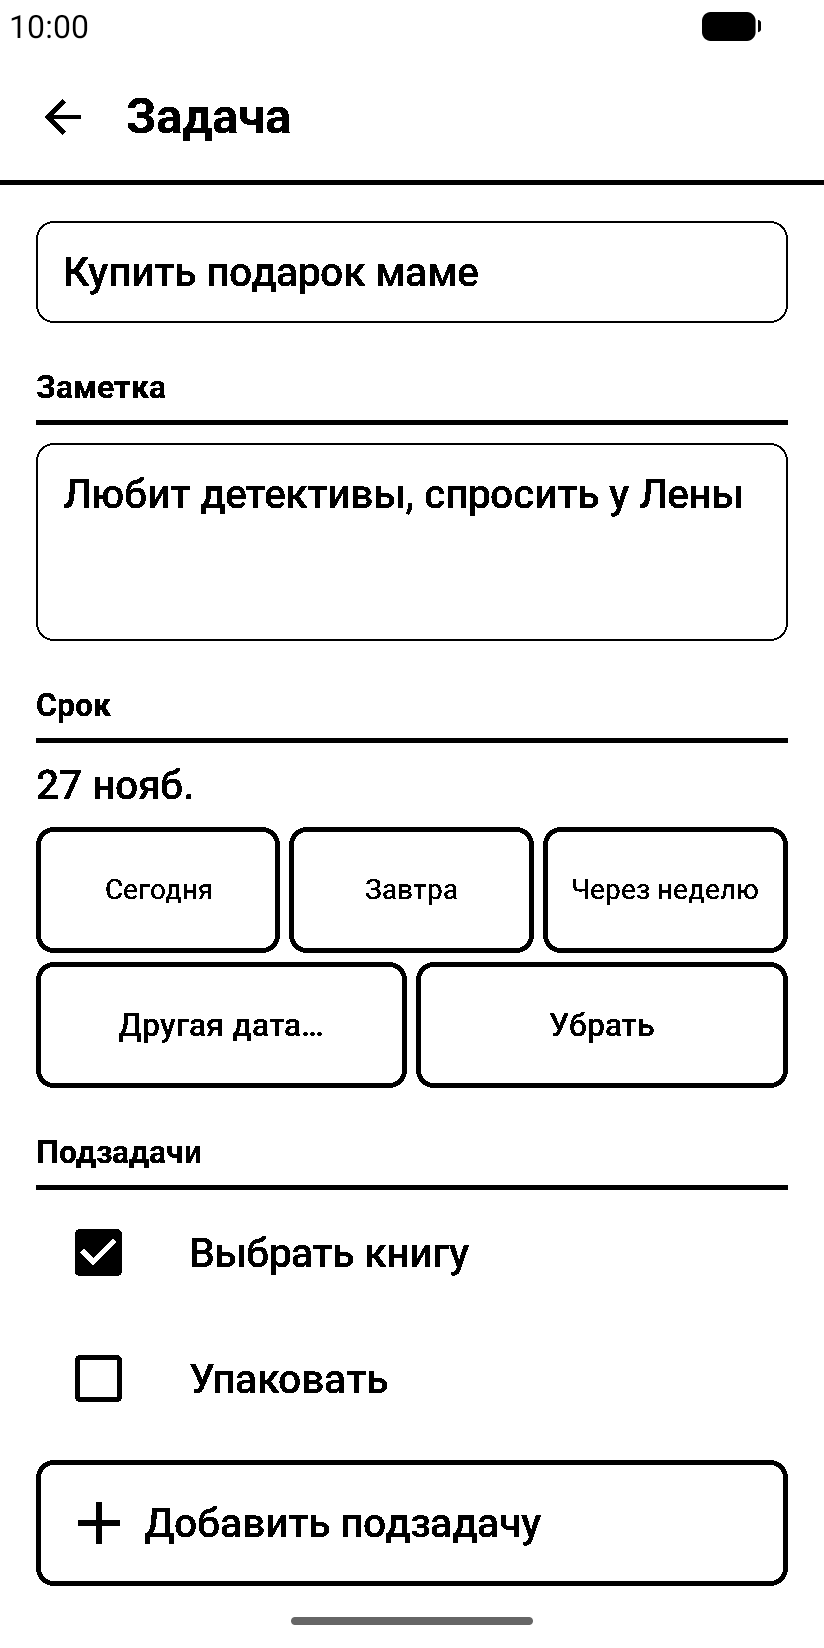 10:00
Задача
Купить подарок маме
Заметка
Любит детективы, спросить у Лены
Срок
27 нояб.
Сегодня
Завтра
Через неделю
Другая дата...
Убрать
Подзадачи
Выбрать книгу
Упаковать
Добавить подзадачу